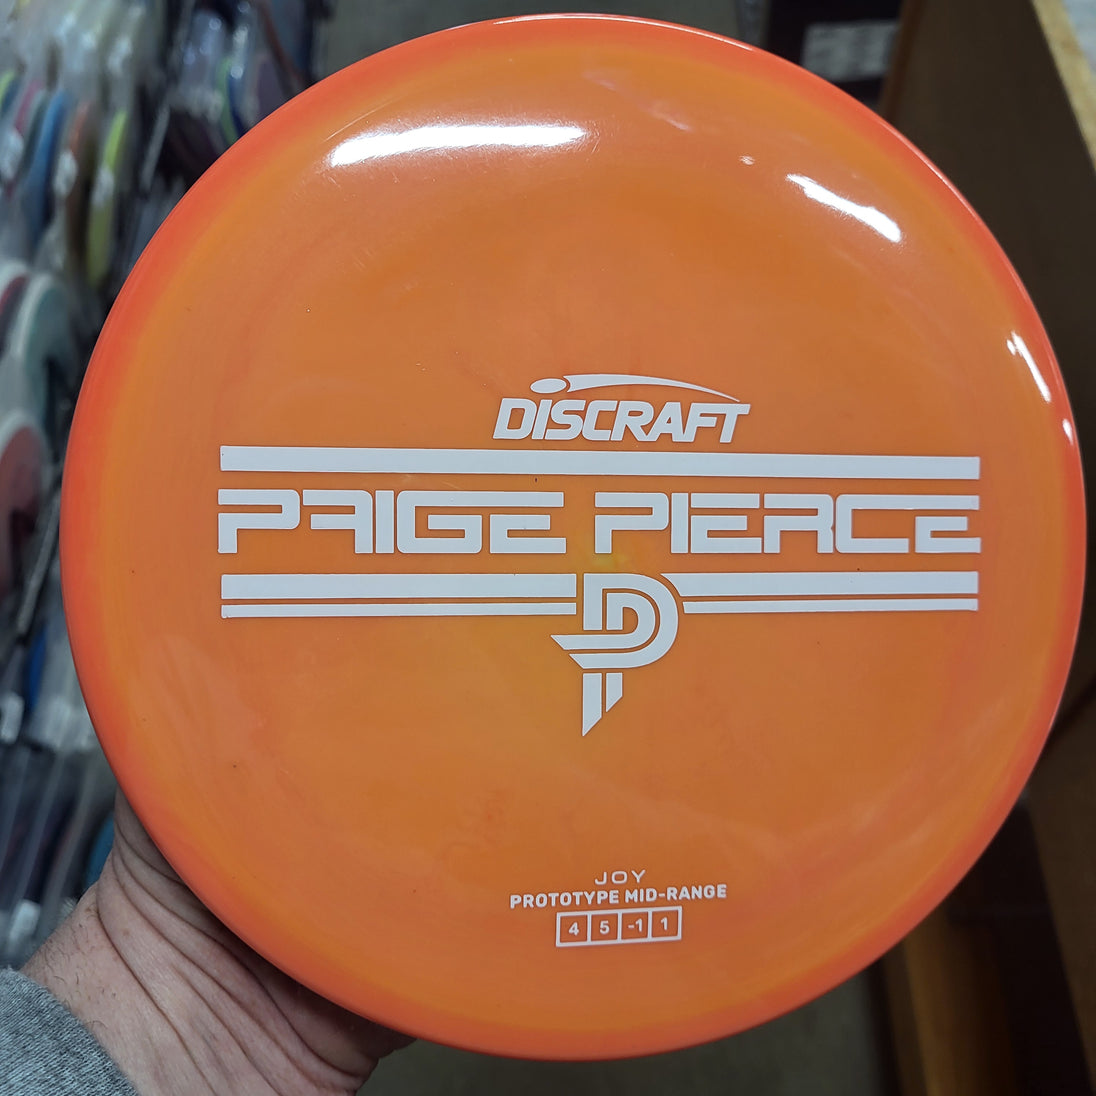 DISCRAFT
PAIGE PIERCE
JOY
PROTOTYPE MID-RANGE
4 5 -1 1